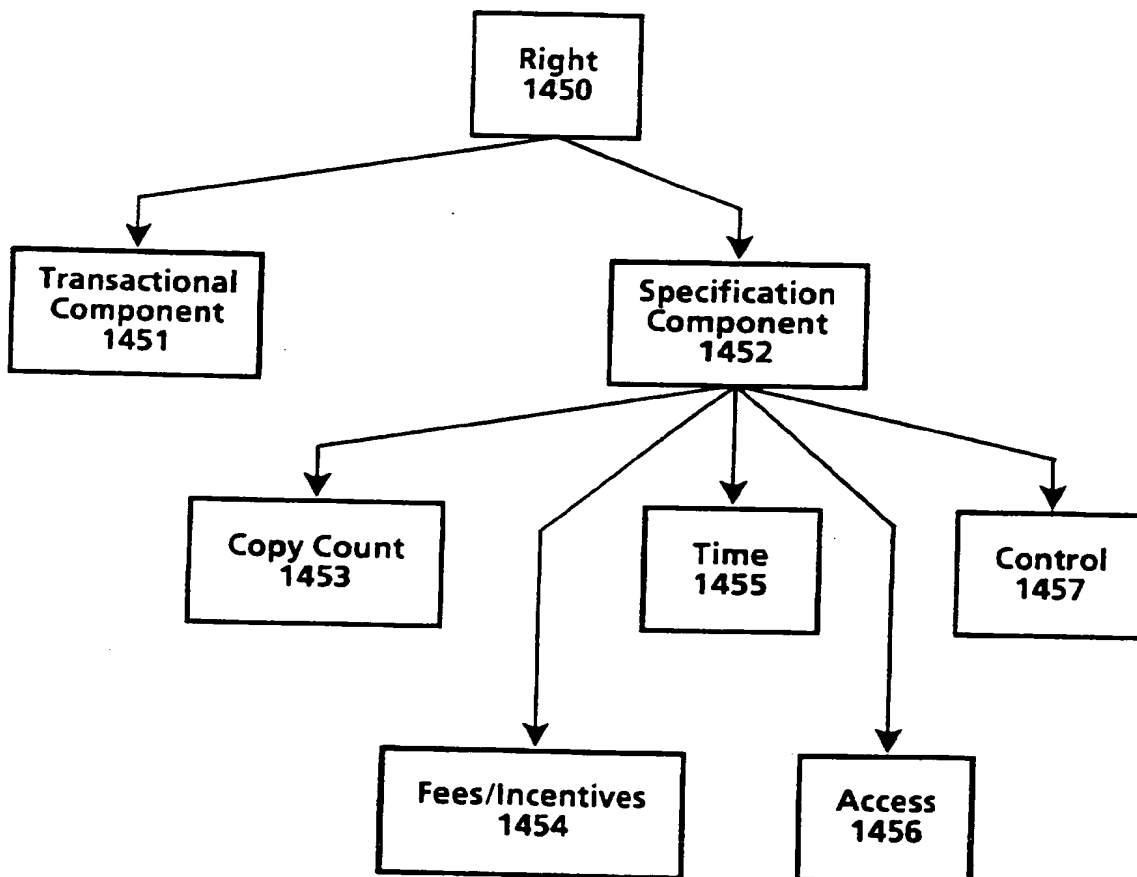 Right
1450
Transactional
Component
1451
Specification
Component
1452
Copy Count
1453
Time
1455
Control
1457
Fees/Incentives
1454
Access
1456